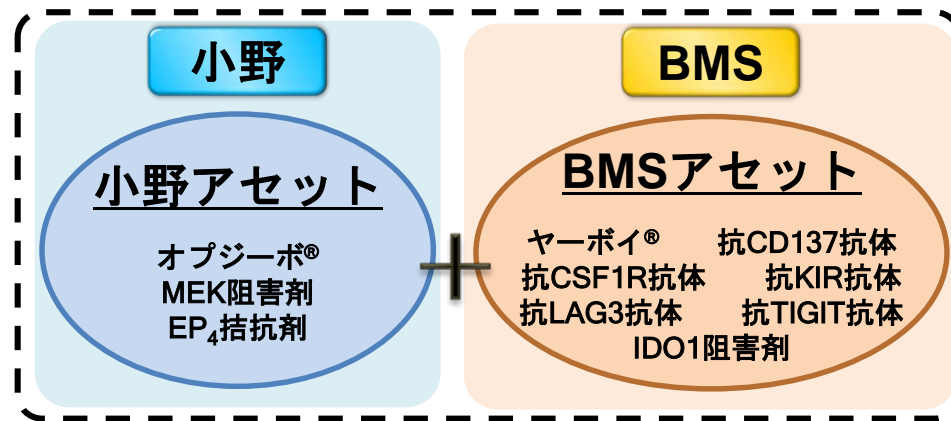 小野
小野アセット
オプジーボ®
MEK阻害剤
EP4拮抗剤
+
BMS
BMSアセット
ヤーボイ® 抗CD137抗体
抗CSF1R抗体 抗KIR抗体
抗LAG3抗体 抗TIGIT抗体
IDO1阻害剤